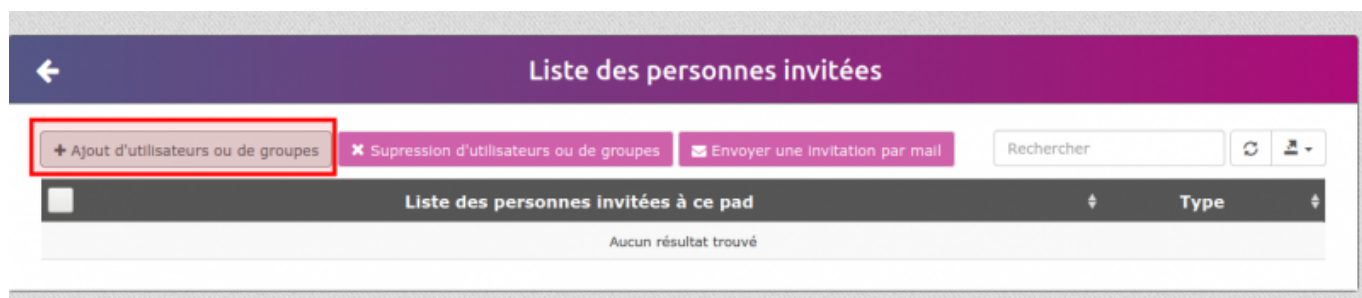 Liste des personnes invitées
Ajout d'utilisateurs ou de groupes
Supression d'utilisateurs ou de groupes
Envoyer une invitation par mail
Rechercher
Liste des personnes invitées à ce pad
Type
Aucun résultat trouvé